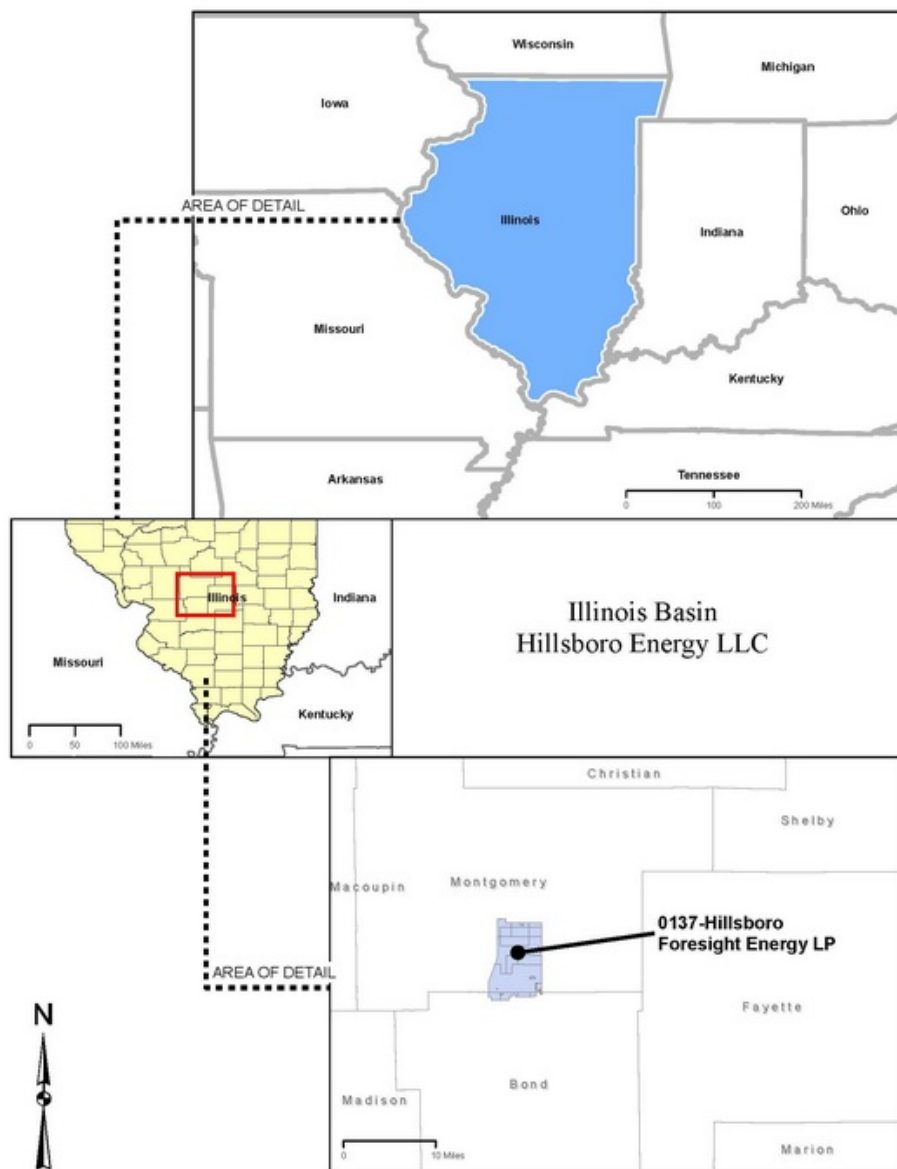 Wisconsin
Michigan
Iowa
AREA OF DETAIL
Illinois
Ohio
Indiana
Missouri
Kentucky
Arkansas
Tennessee
0 100 200 Miles
Illinois
Indiana
Missouri
Kentucky
0 50 100 Miles
Illinois Basin
Hillsboro Energy LLC
Christian
Shelby
Macoupin
Montgomery
0137-Hillsboro
Foresight Energy LP
AREA OF DETAIL
Fayette
N
Bond
Madison
0 10 Miles
Marion